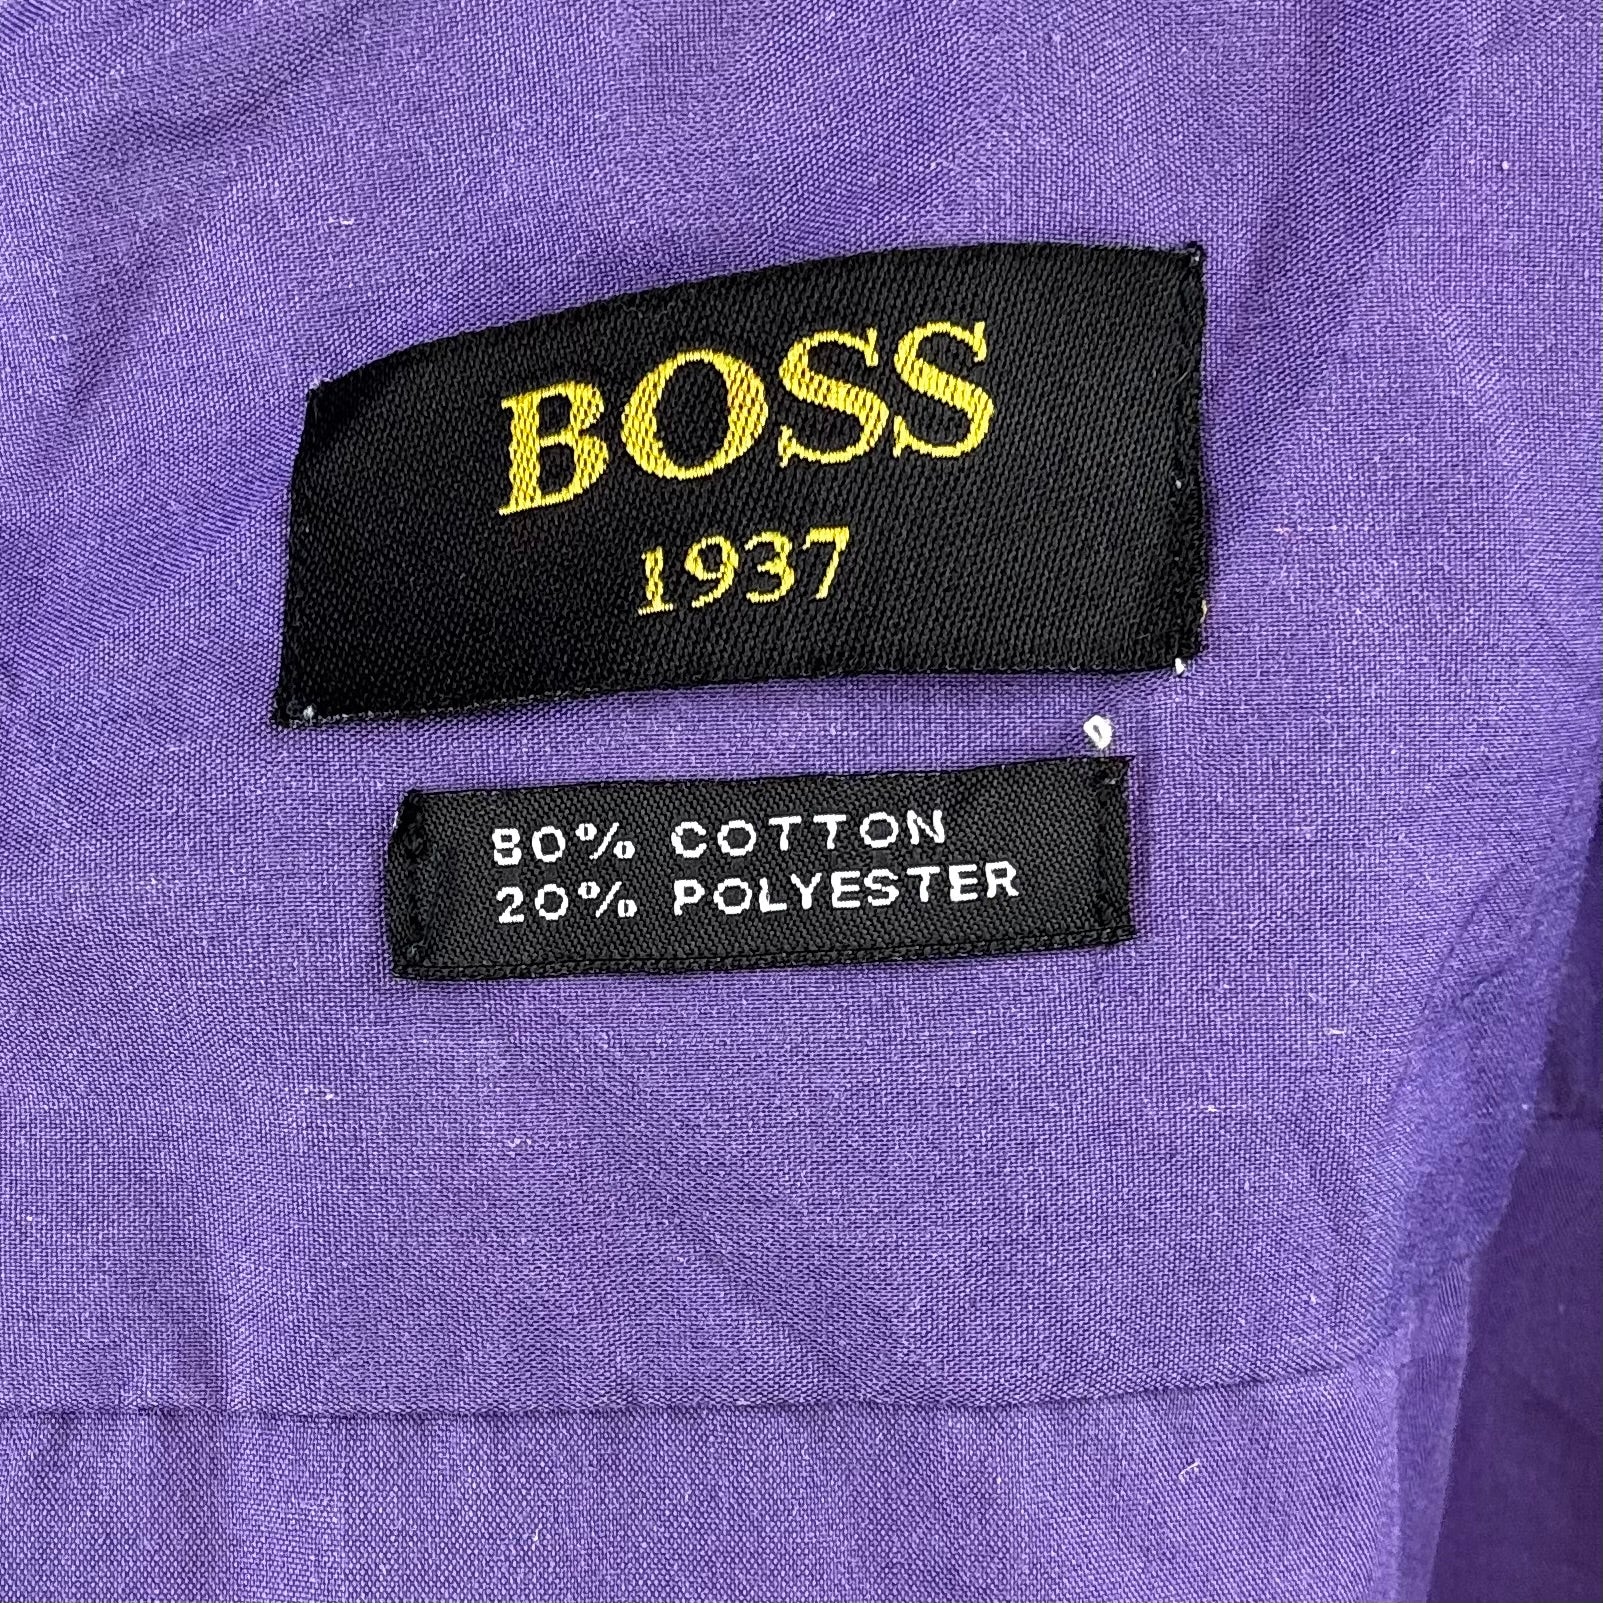 BOSS
1937
80% COTTON
20% POLYESTER